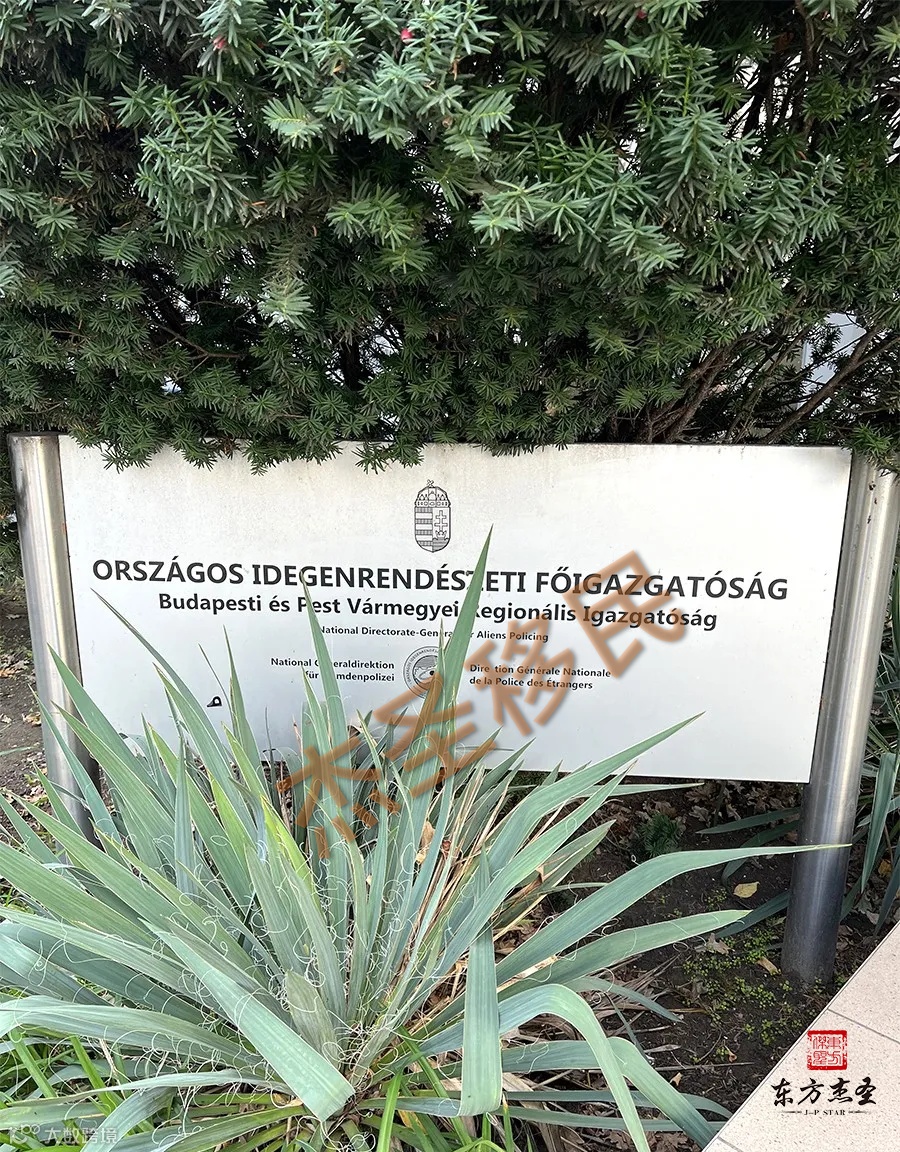 ORSZÁGOS IDEGENRENDÉSZETI FŐIGAZGATÓSÁG
Budapesti és Pest Vármegyei Regionális Igazgatóság
National Directorate-General for Aliens Policing
National Generaldirektion
für Fremdenpolizei
Direction Générale Nationale
de la Police des Étrangers
杰圣移民
东方杰圣
J-P STAR
大数跨境